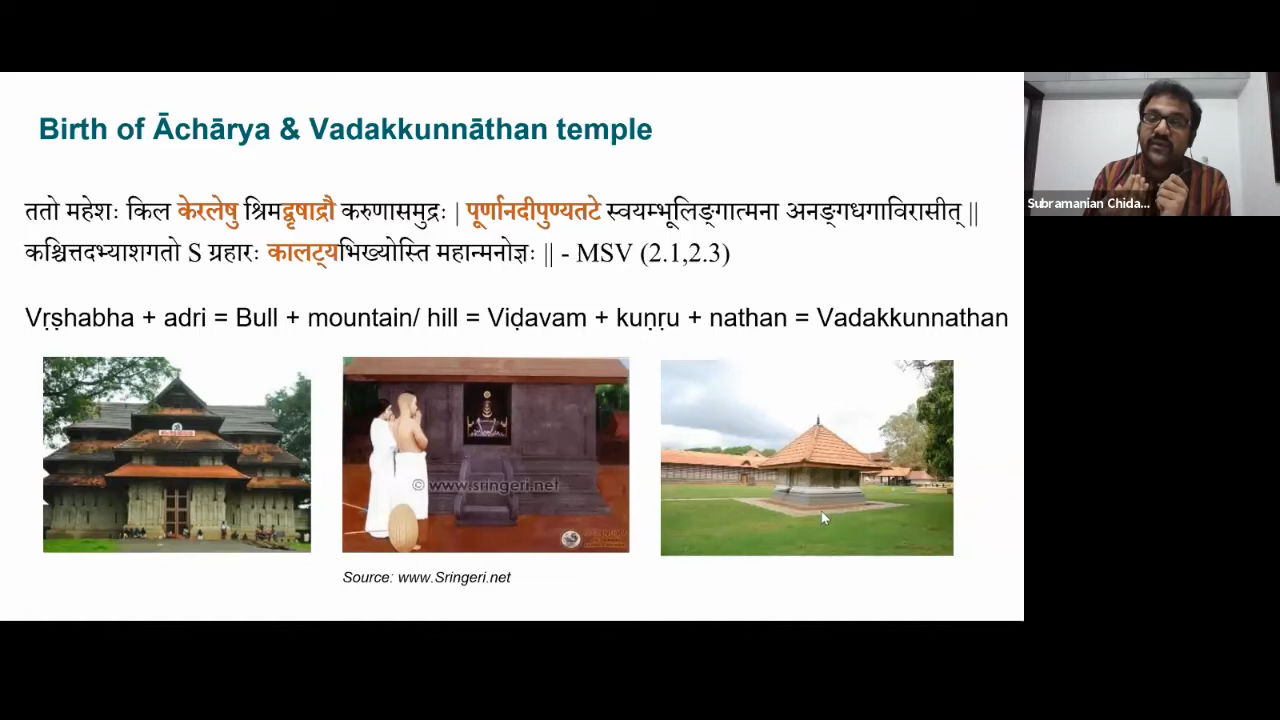 Birth of Āchārya & Vadakkunnāthan temple
ततो महेशः किल केरलेषु श्रिमद्वृषाद्रौ करुणासमुद्रः | पूर्णानदीपुण्यतटे स्वयम्भूलिङ्गात्मना अनङ्गधगाविरासीत् ||
कश्चित्तदभ्याशगतो S ग्रहारः कालट्यभिख्योस्ति महान्मनोज्ञः || - MSV (2.1,2.3)
Vṛṣhabha + adri = Bull + mountain/ hill = Viḍavam + kuṇṛu + nathan = Vadakkunnathan
© www.sringeri.net
Source: www.Sringeri.net
Subramanian Chida...